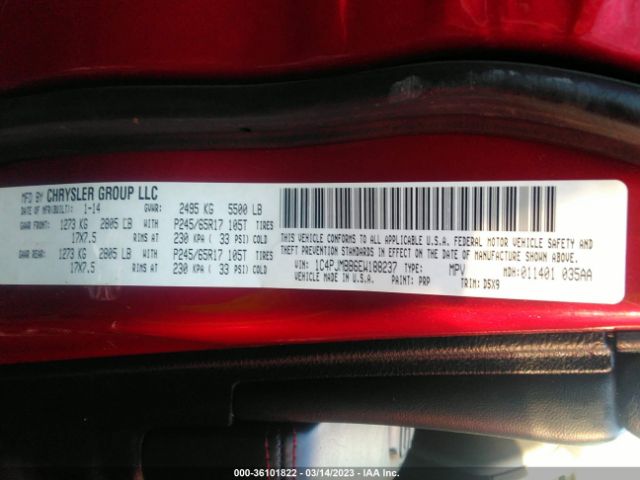 MFD BY CHRYSLER GROUP LLC
DATE OF MFR(BUILT): 1-14 GVWR: 2495 KG 5500 LB
GAWR FRONT: 1273 KG 2805 LB P245/65R17 105T TIRES
17X7.5 RIMS AT 230 KPA ( 33 PSI) COLD
GAWR REAR: 1273 KG 2805 LB P245/65R17 105T TIRES
17X7.5 RIMS AT 230 KPA ( 33 PSI) COLD
THIS VEHICLE CONFORMS TO ALL APPLICABLE U.S.A. FEDERAL MOTOR VEHICLE SAFETY, BUMPER, AND
THEFT PREVENTION STANDARDS IN EFFECT ON THE DATE OF MANUFACTURE SHOWN ABOVE.
VIN: 1C4PJMBB6EW188237 TYPE: MPV MDH: 011401 035AA
VEHICLE MADE IN U.S.A. PAINT: PRP TRIM: D5X9
000-36101822 - 03/14/2023 - IAA Inc.